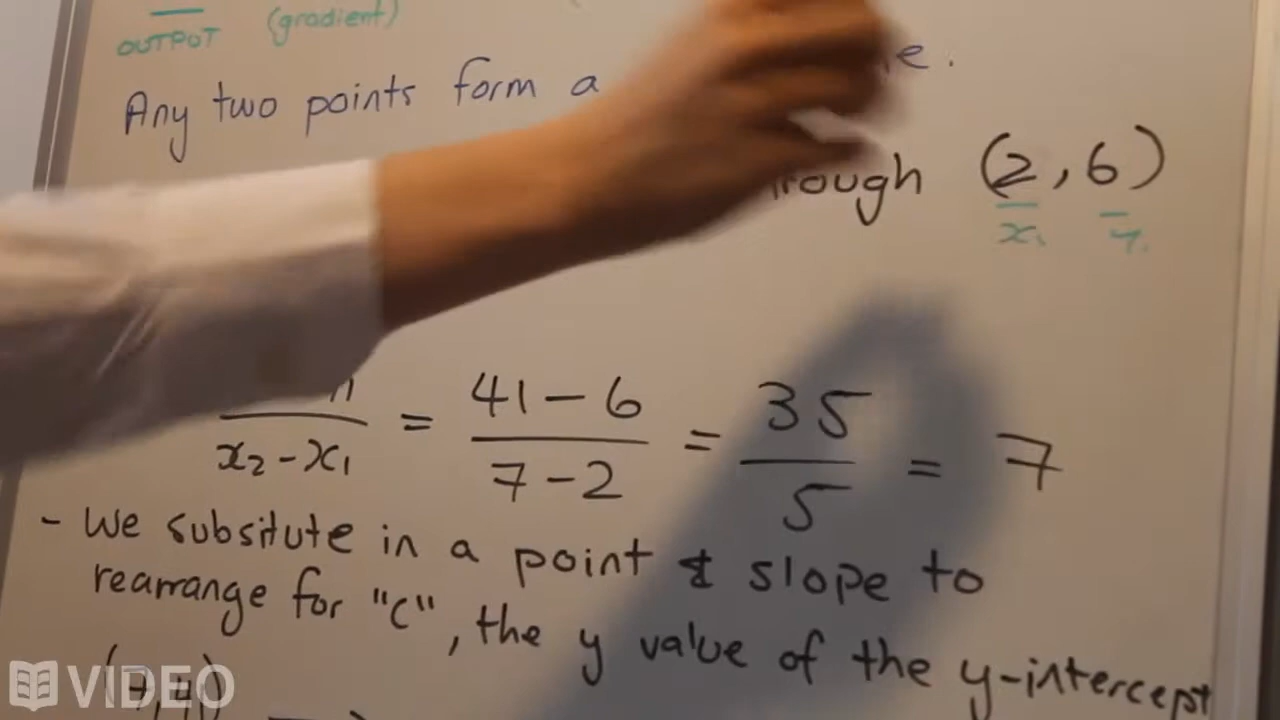 OUTPUT (gradient)
Any two points form a
(2, 6)
x₁ y₁
x₂ - x₁ = 41 - 6 / 7 - 2 = 35 / 5 = 7
- We subsitute in a point & slope to
rearrange for "C", the y value of the y-intercept
VIDEO